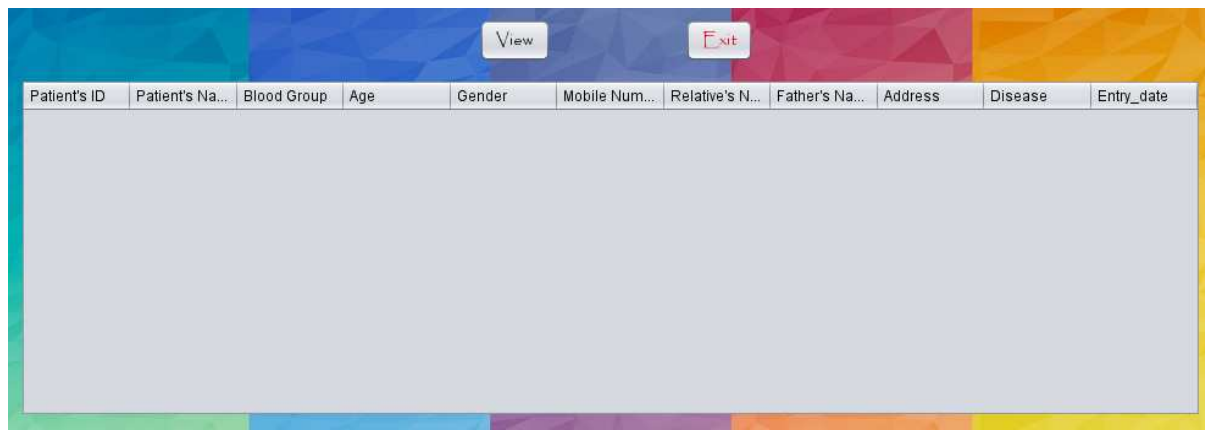 View Exit
Patient's ID Patient's Na... Blood Group Age Gender Mobile Num... Relative's N... Father's Na... Address Disease Entry_date